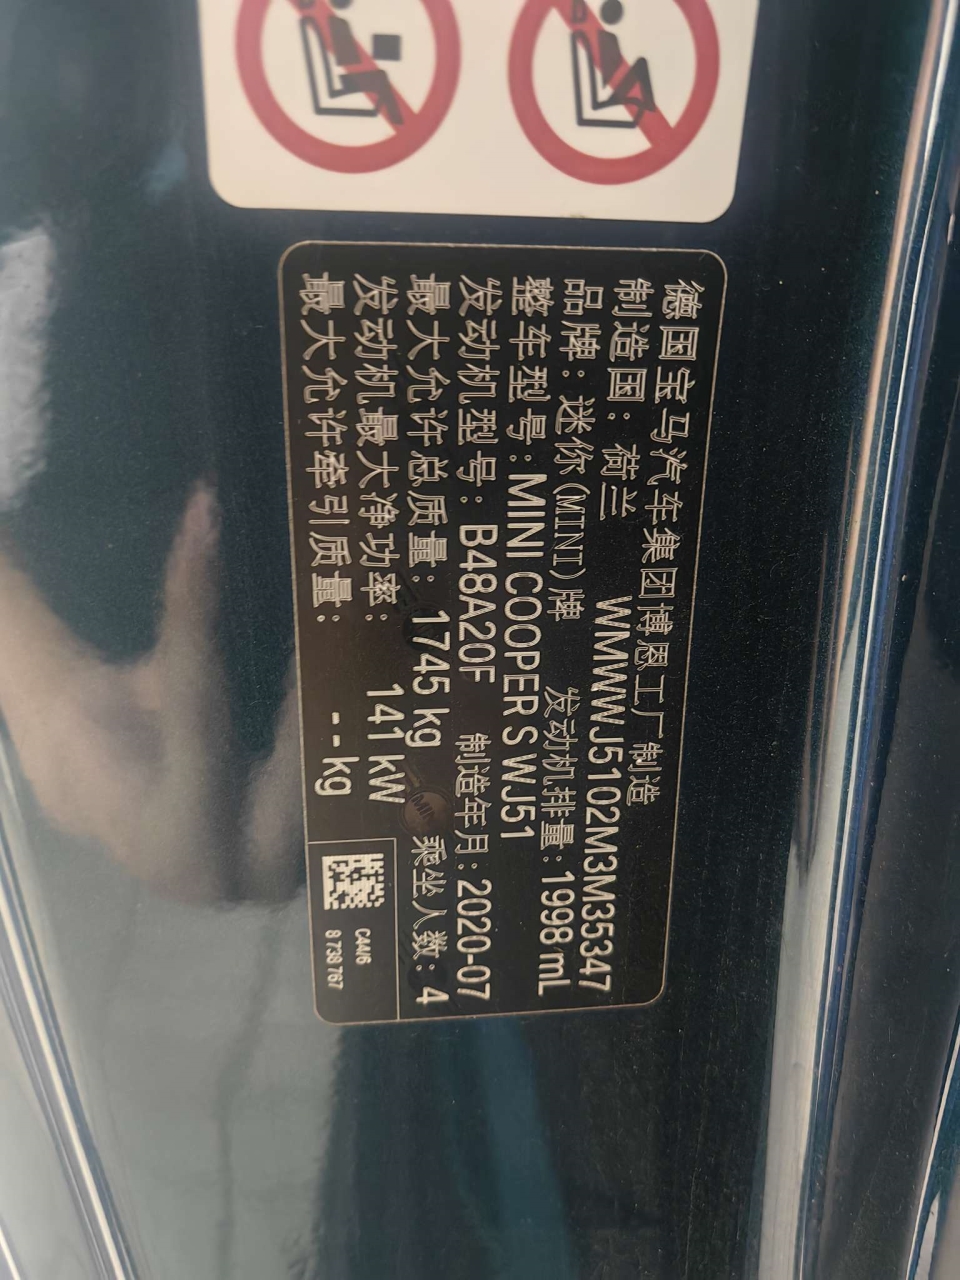 德国宝马汽车集团博恩工厂制造
制造国：荷兰 WMWWJ5102M3M35347
品牌：迷你(MINI)牌 发动机排量：1998 mL
整车型号：MINI COOPER S WJ51
发动机型号：B48A20F 制造年月：2020-07
最大允许总质量：1745 kg 乘坐人数：4
发动机最大净功率：141 kW
最大允许牵引质量：-- kg
CA4/6
8 738 767